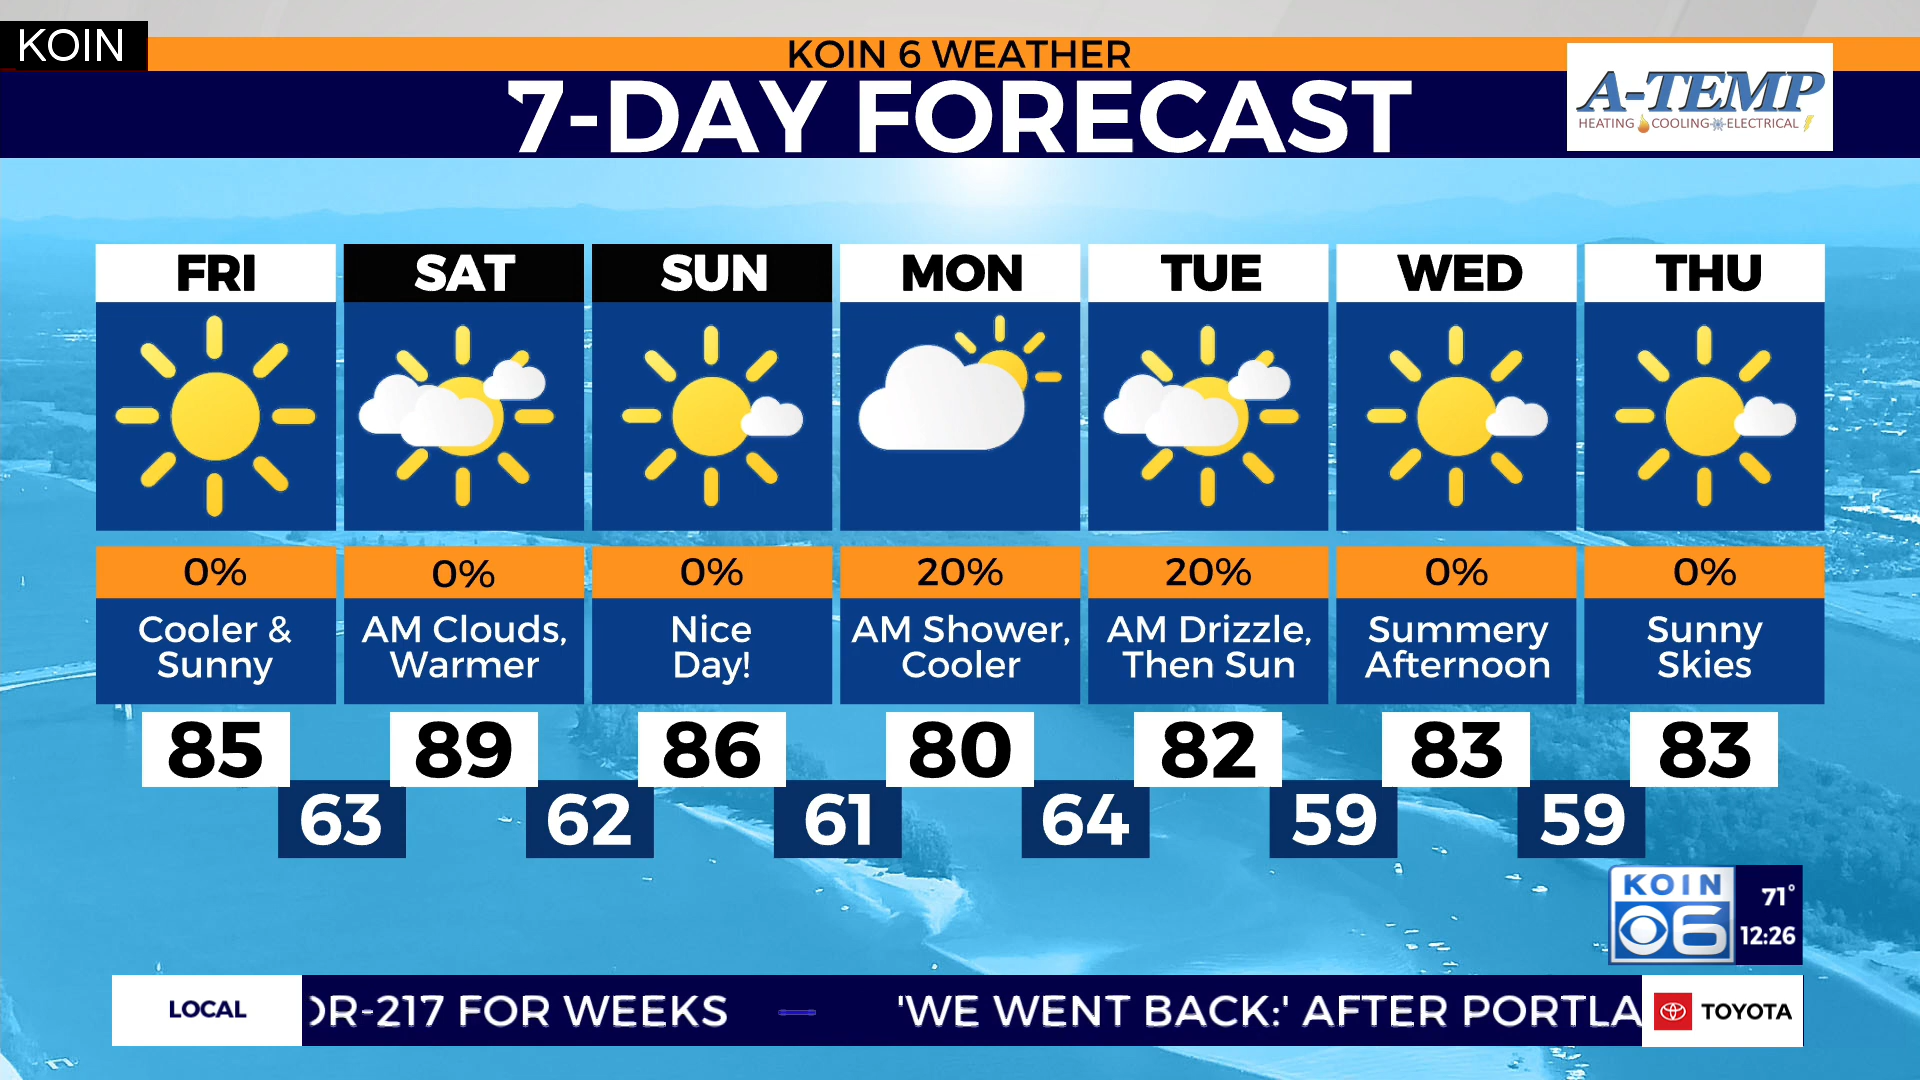 KOIN
KOIN 6 WEATHER
7-DAY FORECAST
A-TEMP
HEATING COOLING ELECTRICAL
FRI SAT SUN MON TUE WED THU
0% 0% 0% 20% 20% 0% 0%
Cooler & AM Clouds, Nice AM Shower, AM Drizzle, Summery Sunny
Sunny Warmer Day! Cooler Then Sun Afternoon Skies
85 89 86 80 82 83 83
63 62 61 64 59 59
KOIN
6
71°
12:26
LOCAL
OR-217 FOR WEEKS — 'WE WENT BACK:' AFTER PORTLA
TOYOTA